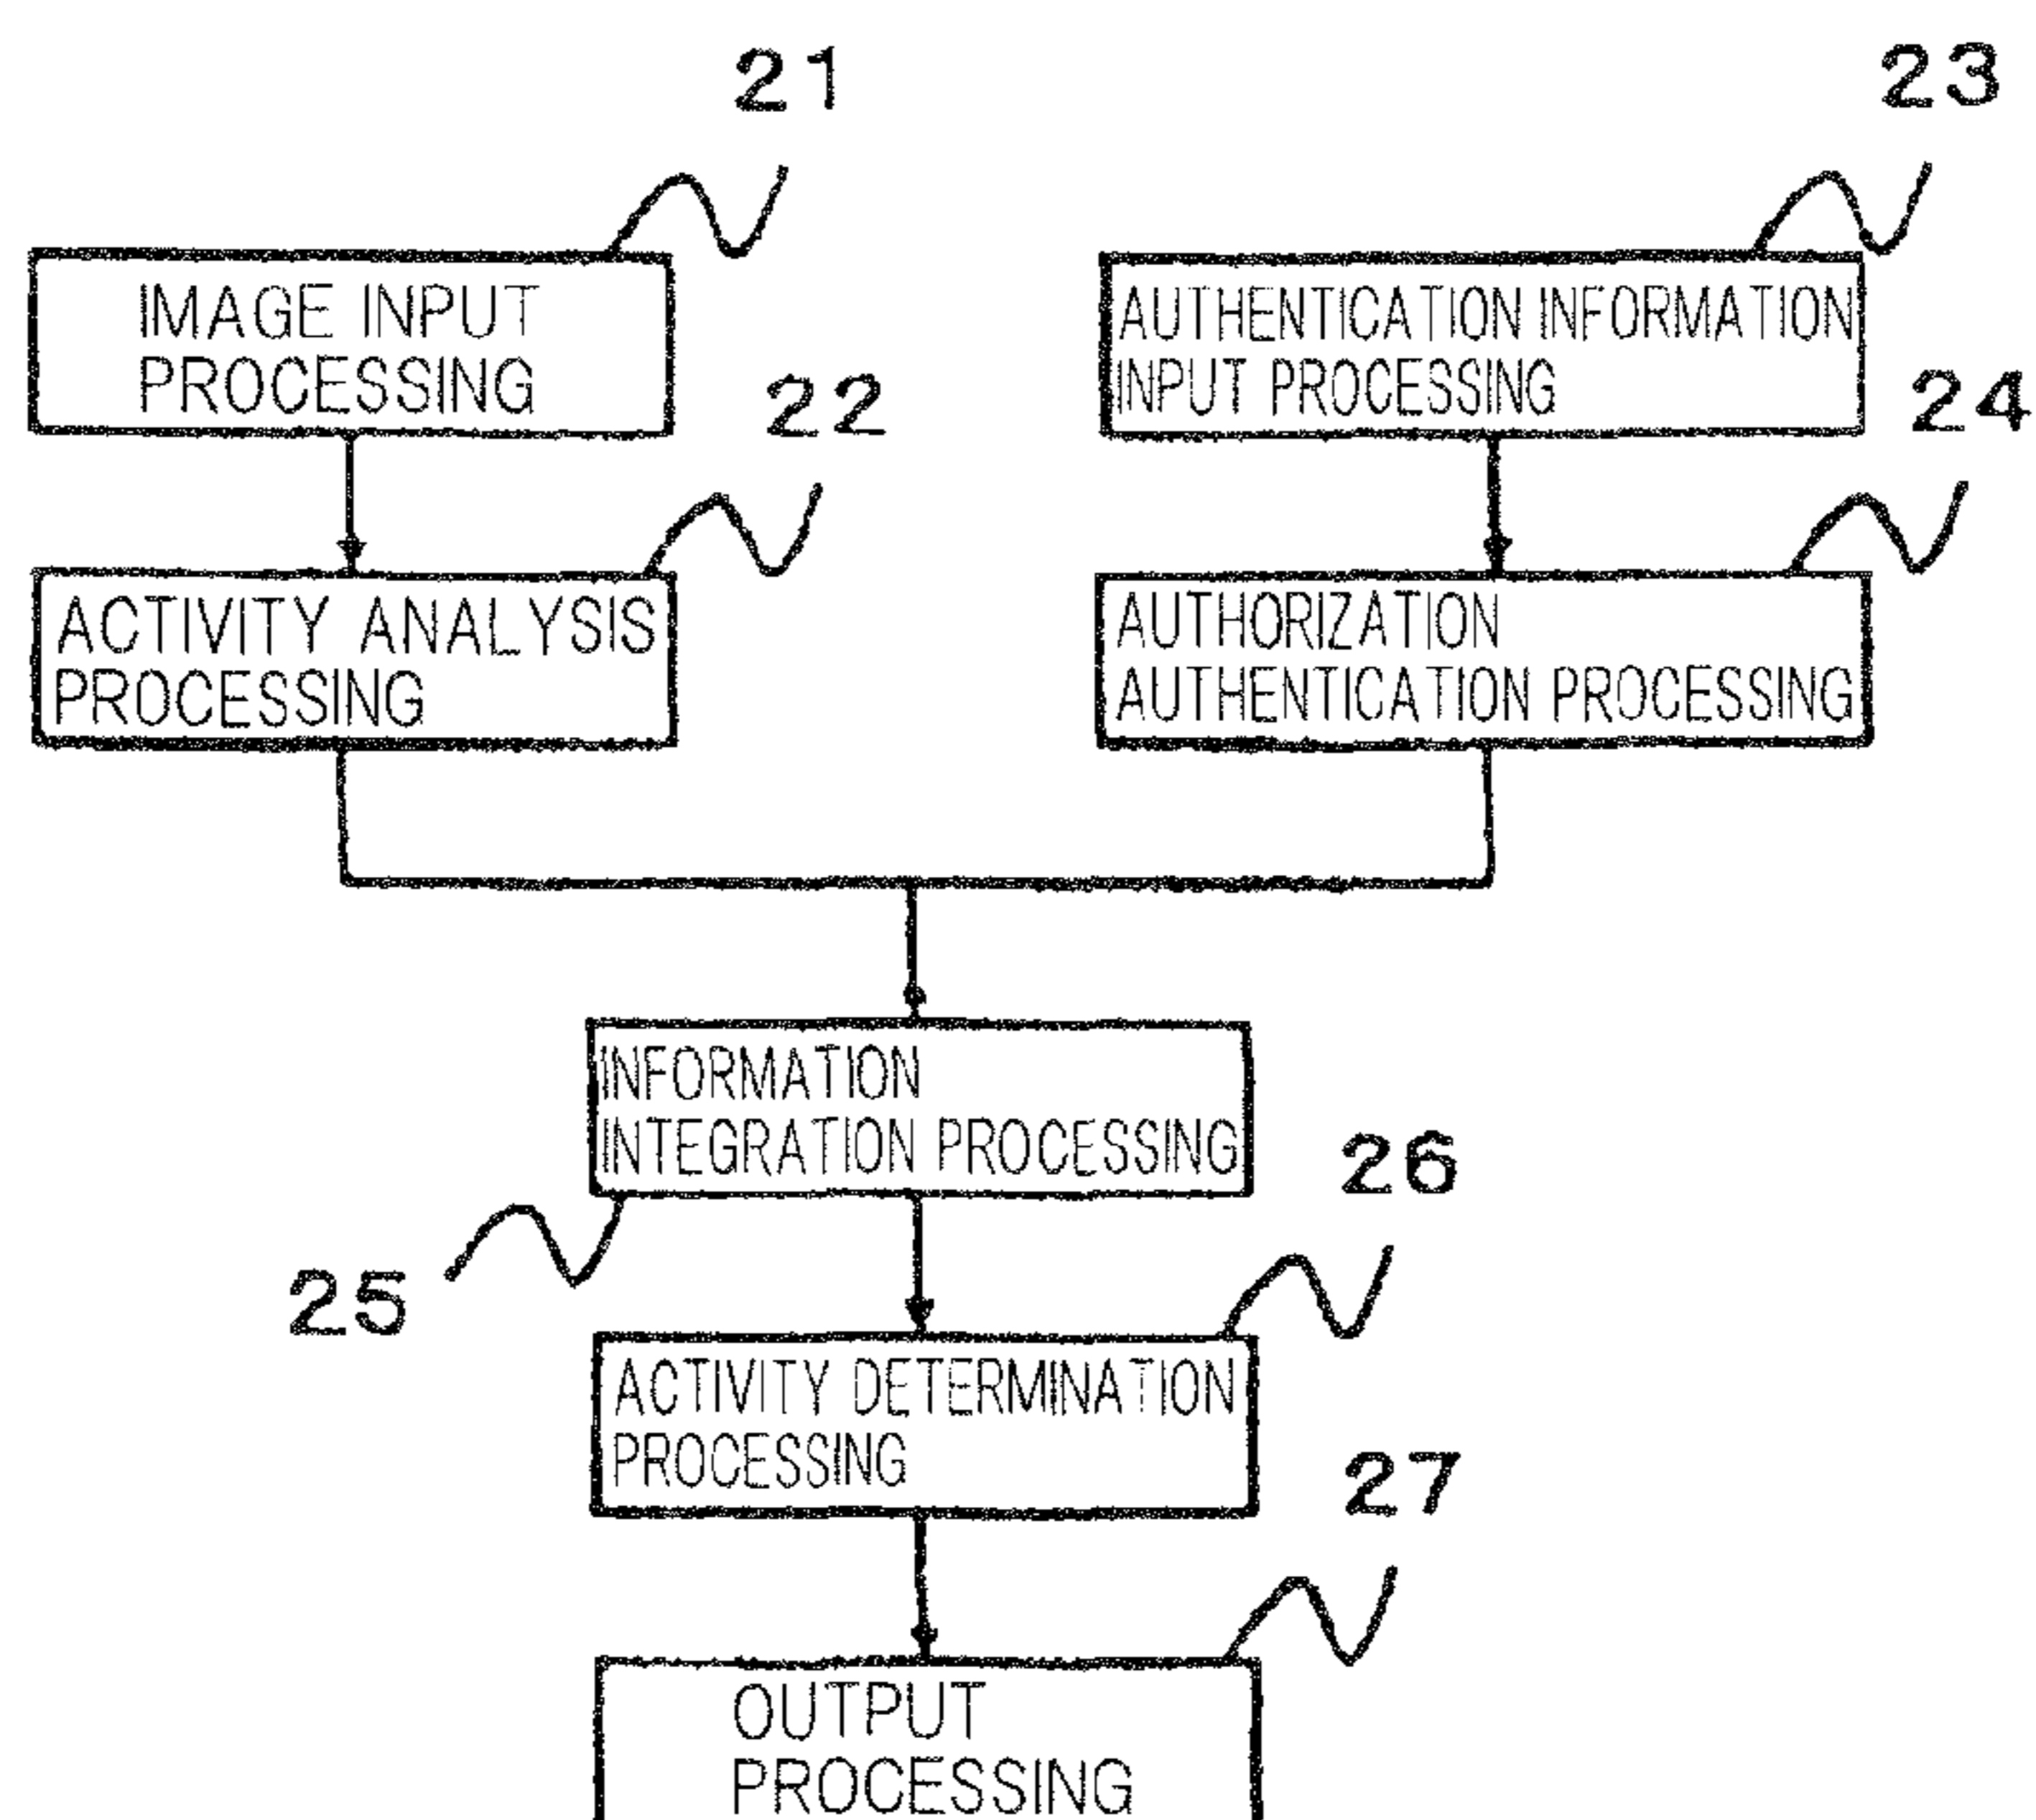 21
23
IMAGE INPUT
PROCESSING
AUTHENTICATION INFORMATION
INPUT PROCESSING
22
24
ACTIVITY ANALYSIS
PROCESSING
AUTHORIZATION
AUTHENTICATION PROCESSING
INFORMATION
INTEGRATION PROCESSING
25
26
ACTIVITY DETERMINATION
PROCESSING
27
OUTPUT
PROCESSING